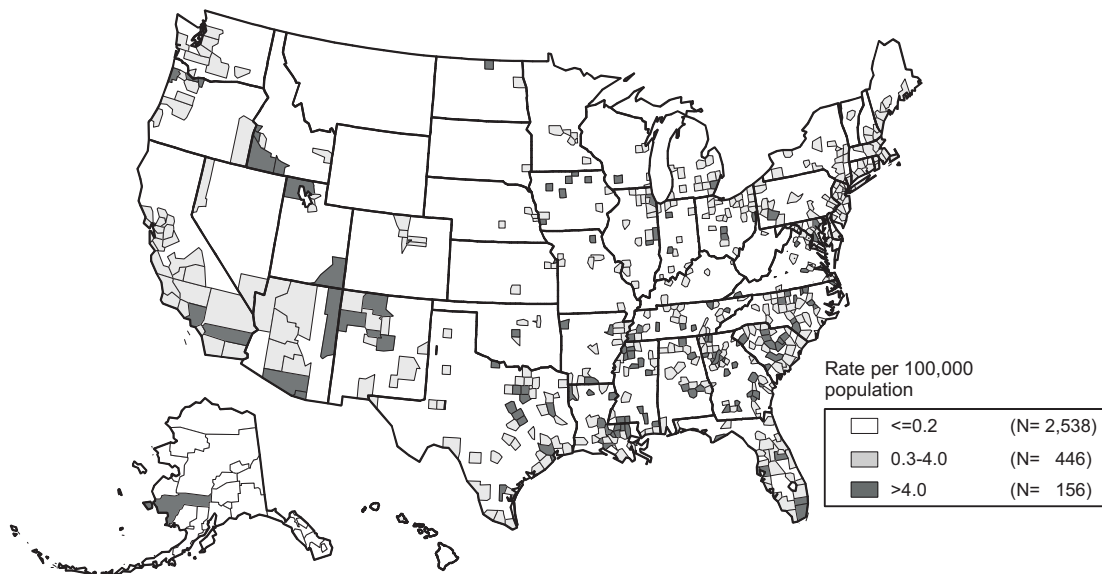 Rate per 100,000
population
<=0.2 (N= 2,538)
0.3-4.0 (N= 446)
>4.0 (N= 156)